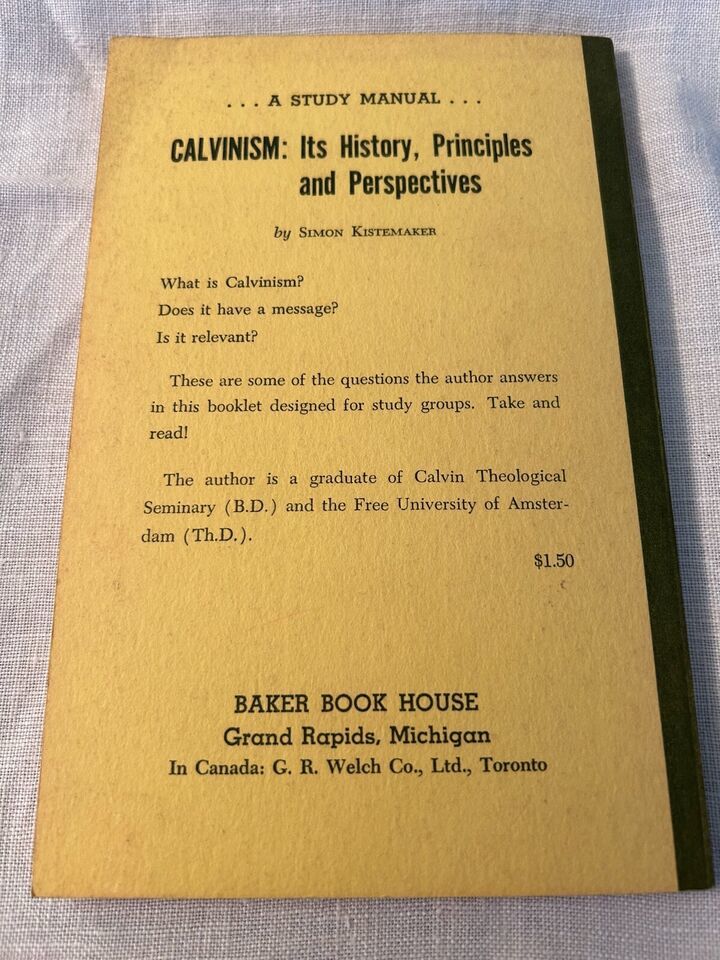 . . . A STUDY MANUAL . . .
CALVINISM: Its History, Principles
and Perspectives
by SIMON KISTEMAKER
What is Calvinism?
Does it have a message?
Is it relevant?
These are some of the questions the author answers
in this booklet designed for study groups. Take and
read!
The author is a graduate of Calvin Theological
Seminary (B.D.) and the Free University of Amster-
dam (Th.D.).
$1.50
BAKER BOOK HOUSE
Grand Rapids, Michigan
In Canada: G. R. Welch Co., Ltd., Toronto